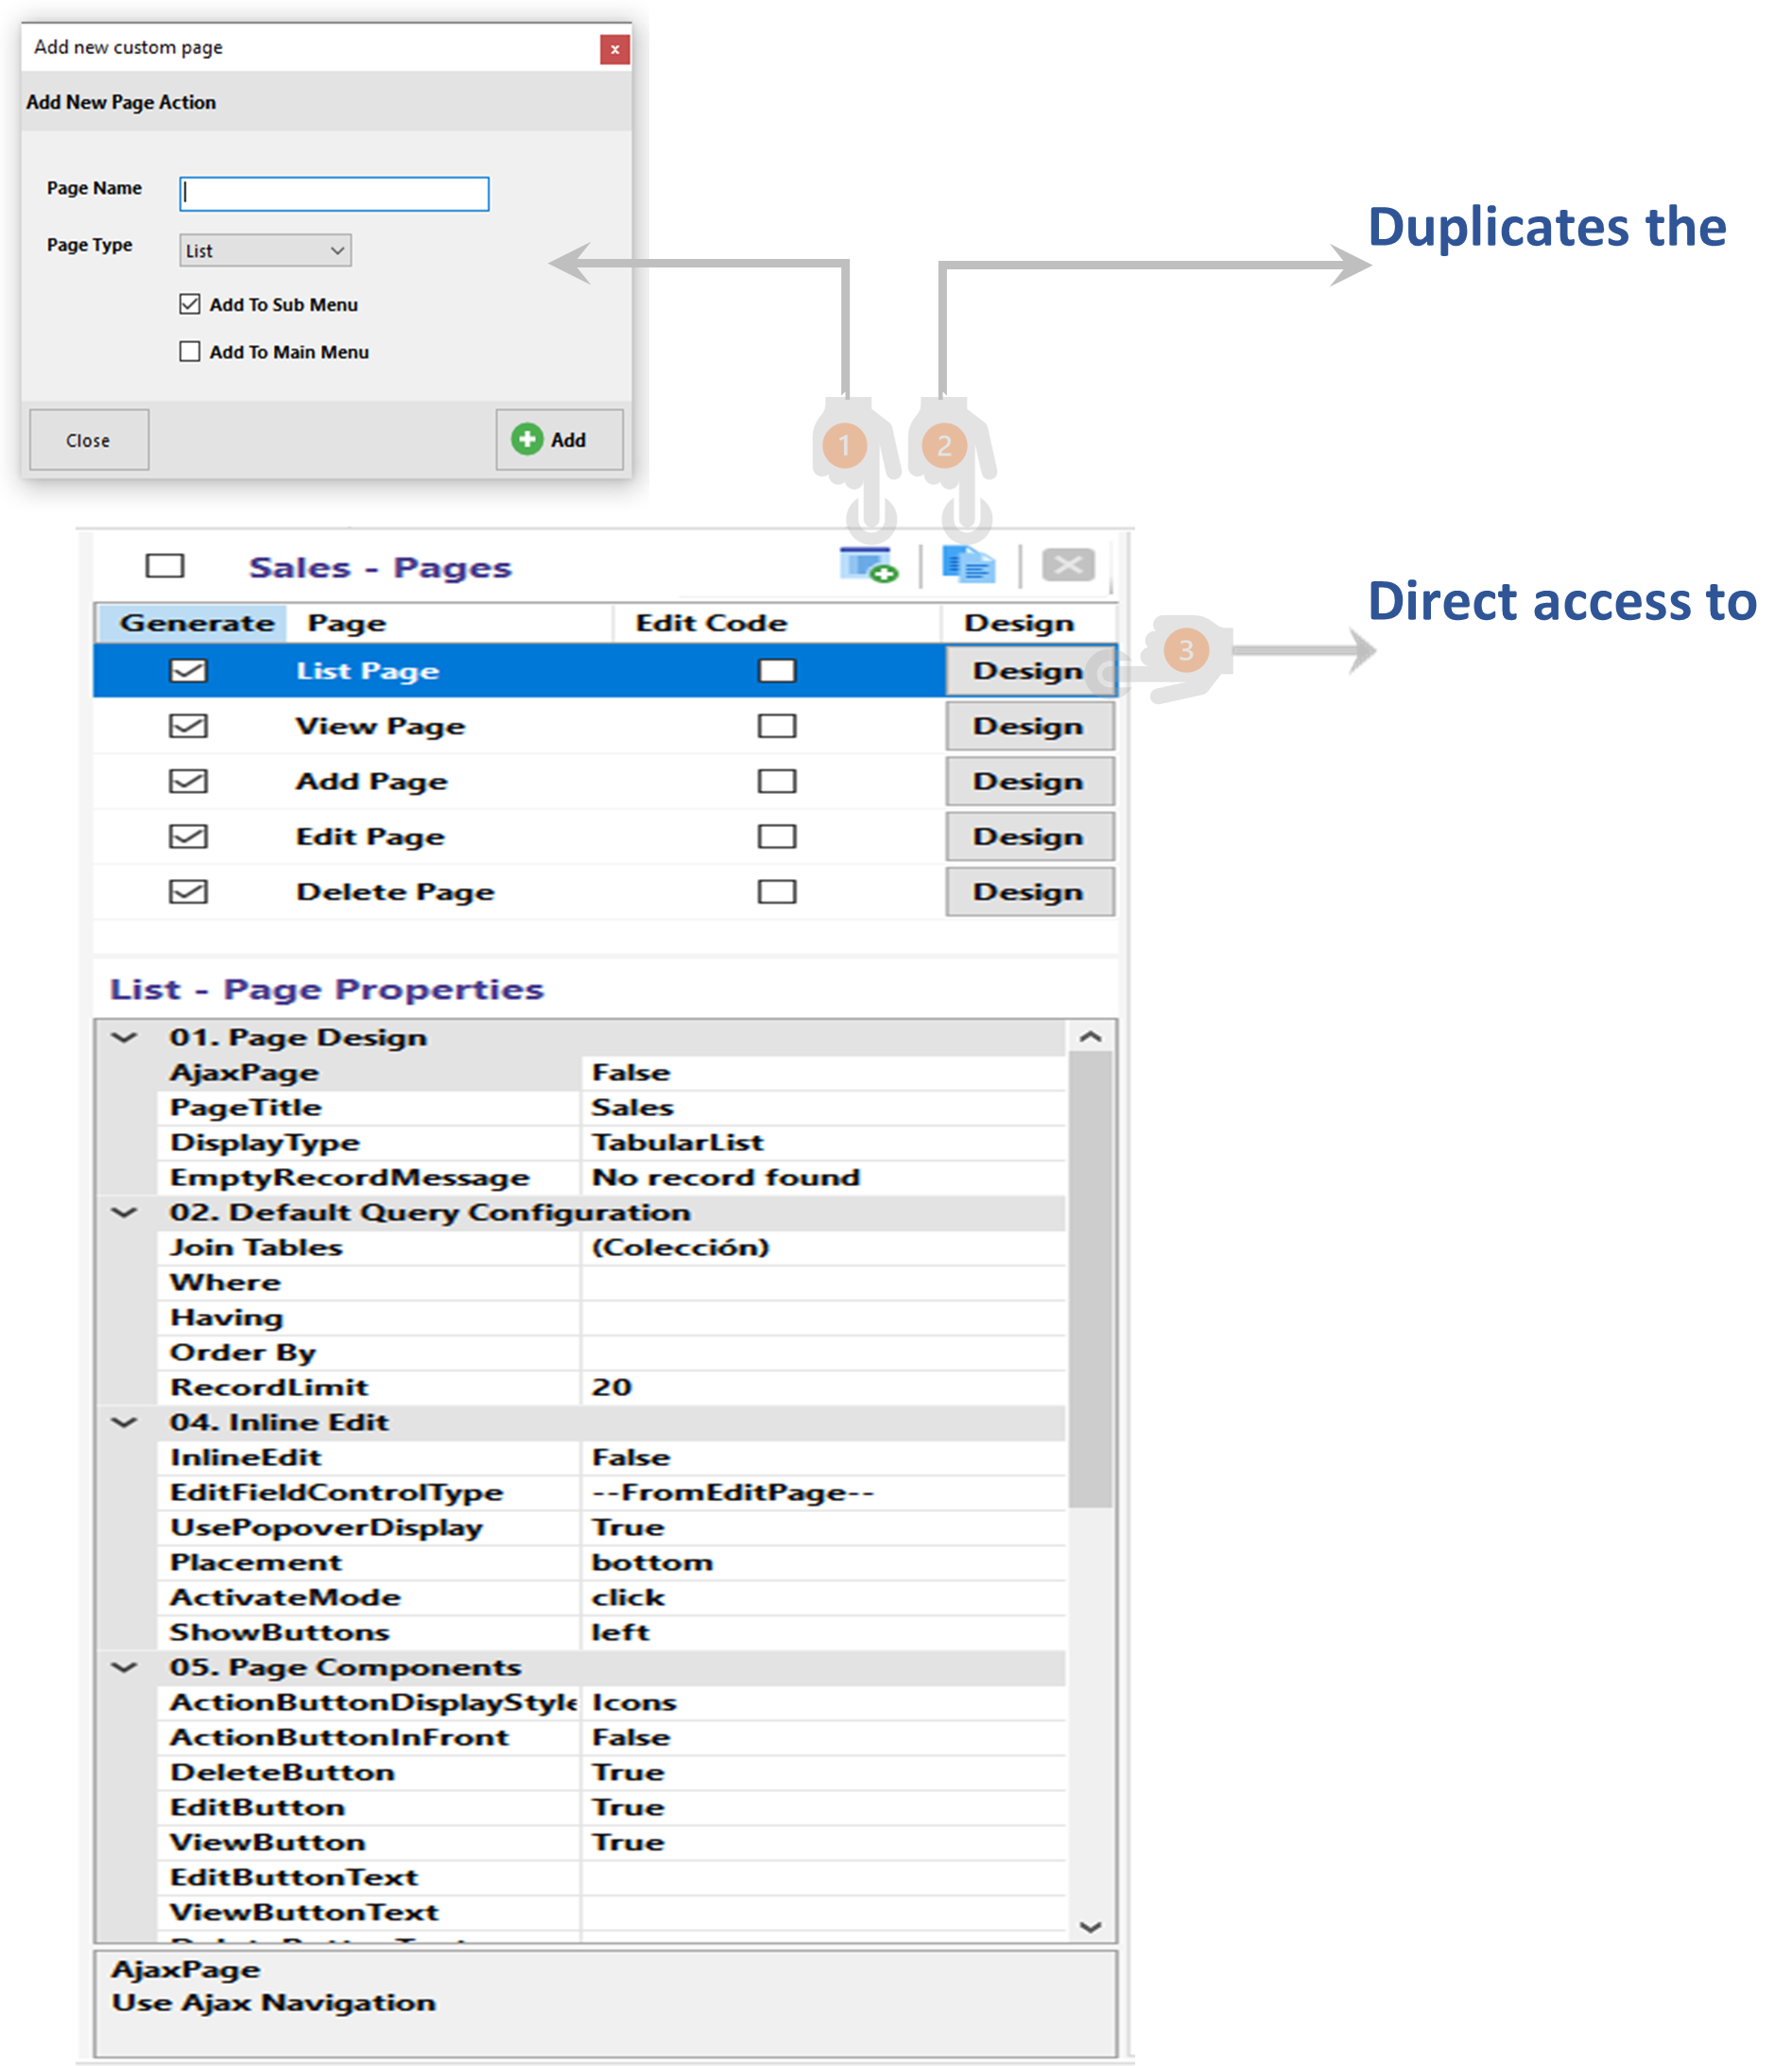 Add new custom page
x
Add New Page Action
Page Name
Page Type
List
Add To Sub Menu
Add To Main Menu
Close
Add
Duplicates the
1
2
Sales - Pages
Direct access to
Generate Page Edit Code Design
3
List Page Design
View Page Design
Add Page Design
Edit Page Design
Delete Page Design
List - Page Properties
01. Page Design
AjaxPage False
PageTitle Sales
DisplayType TabularList
EmptyRecordMessage No record found
02. Default Query Configuration
Join Tables (Colección)
Where
Having
Order By
RecordLimit 20
04. Inline Edit
InlineEdit False
EditFieldControlType --FromEditPage--
UsePopoverDisplay True
Placement bottom
ActivateMode click
ShowButtons left
05. Page Components
ActionButtonDisplayStyle Icons
ActionButtonInFront False
DeleteButton True
EditButton True
ViewButton True
EditButtonText
ViewButtonText
AjaxPage
Use Ajax Navigation